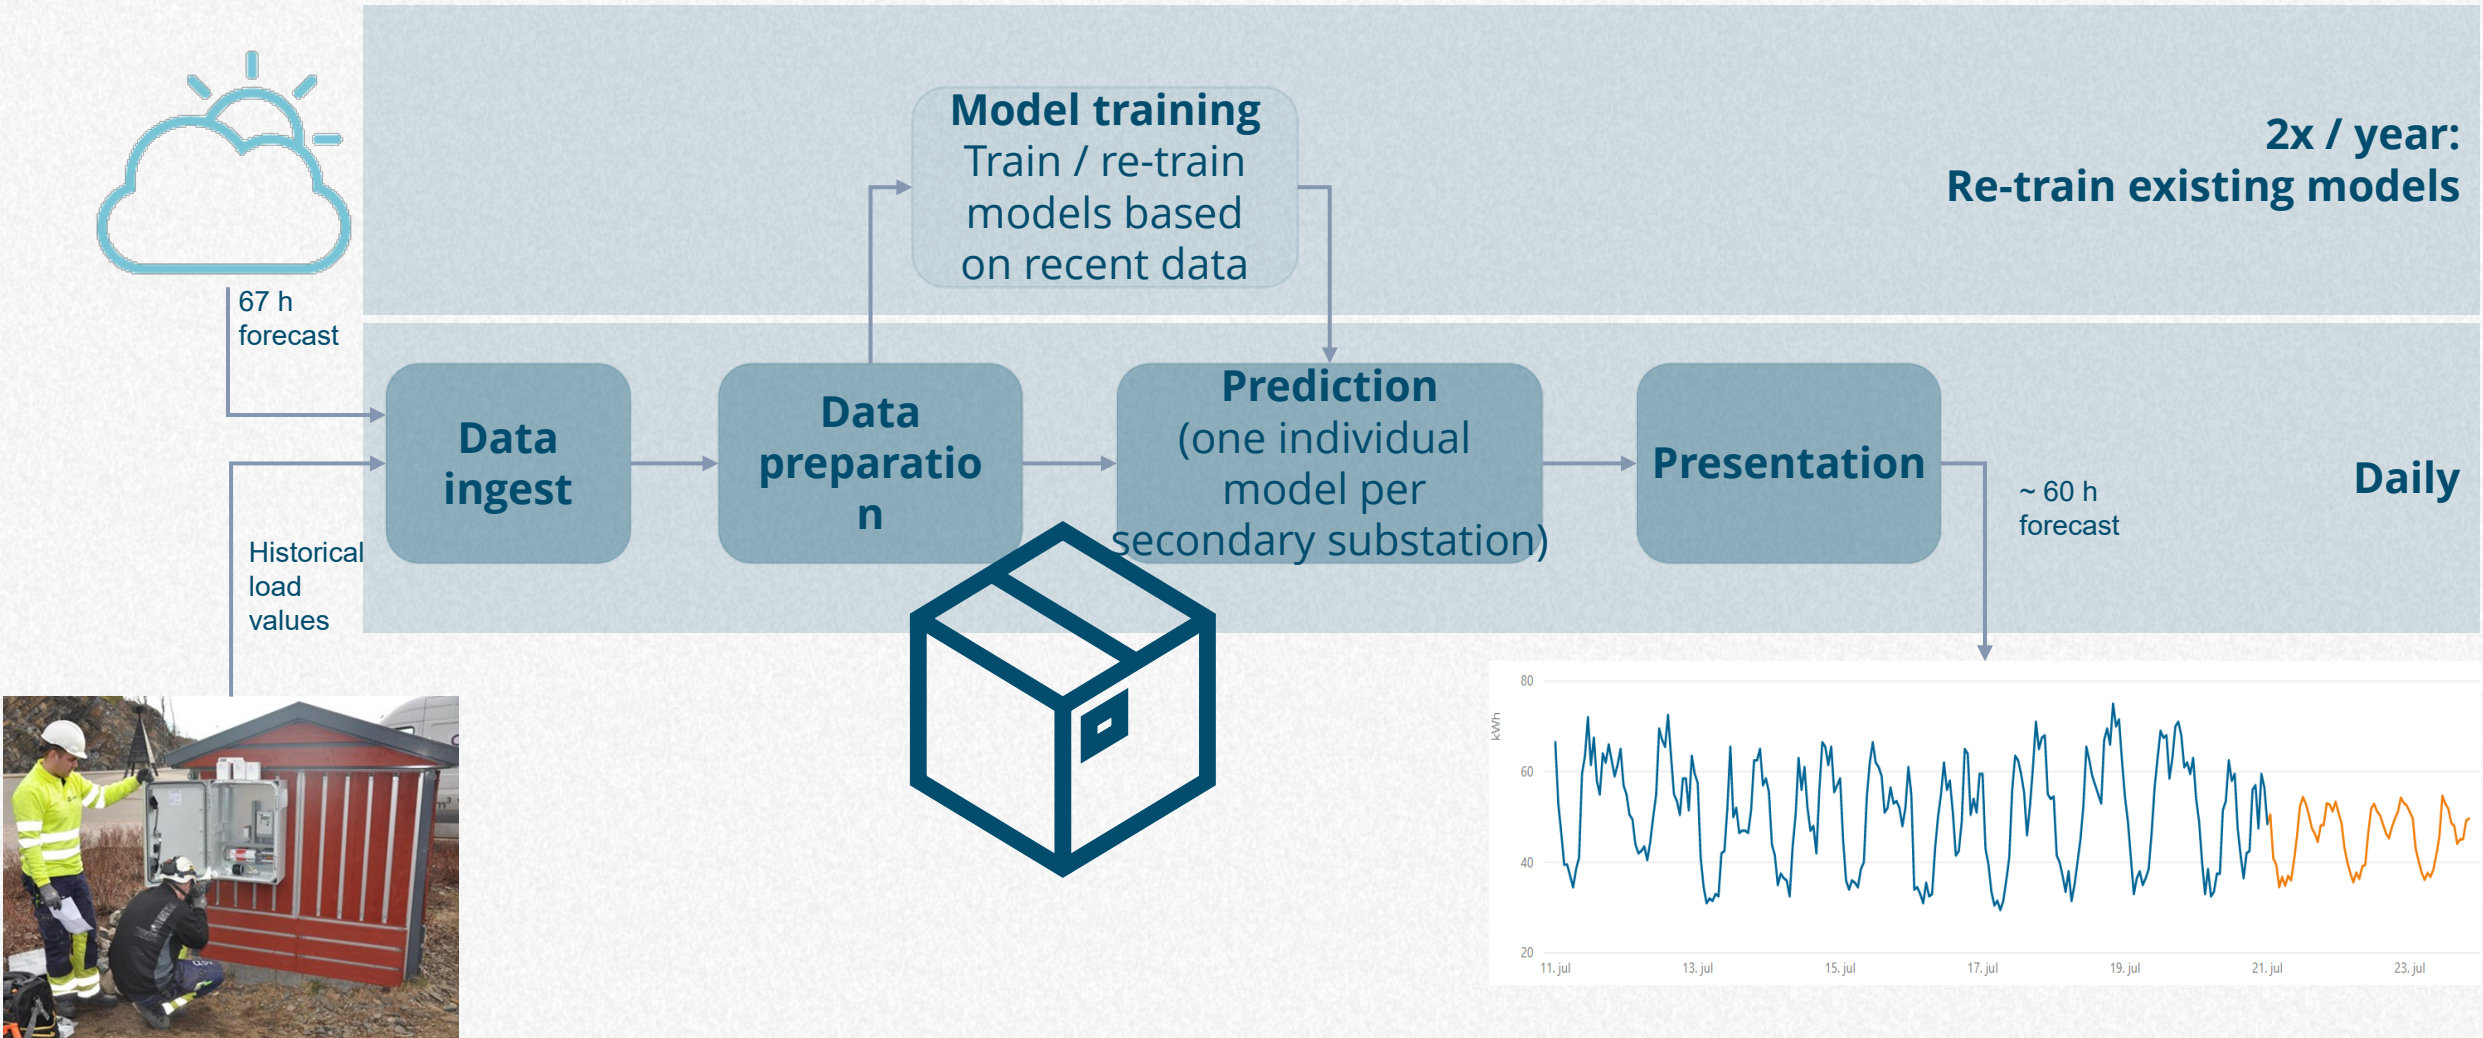 Model training
Train / re-train
models based
on recent data
2x / year:
Re-train existing models
67 h
forecast
Data
ingest
Data
preparatio
n
Prediction
(one individual
model per
secondary substation)
Presentation
~ 60 h
forecast
Daily
Historical
load
values
80
kWh
60
40
20
11. jul
13. jul
15. jul
17. jul
19. jul
21. jul
23. jul